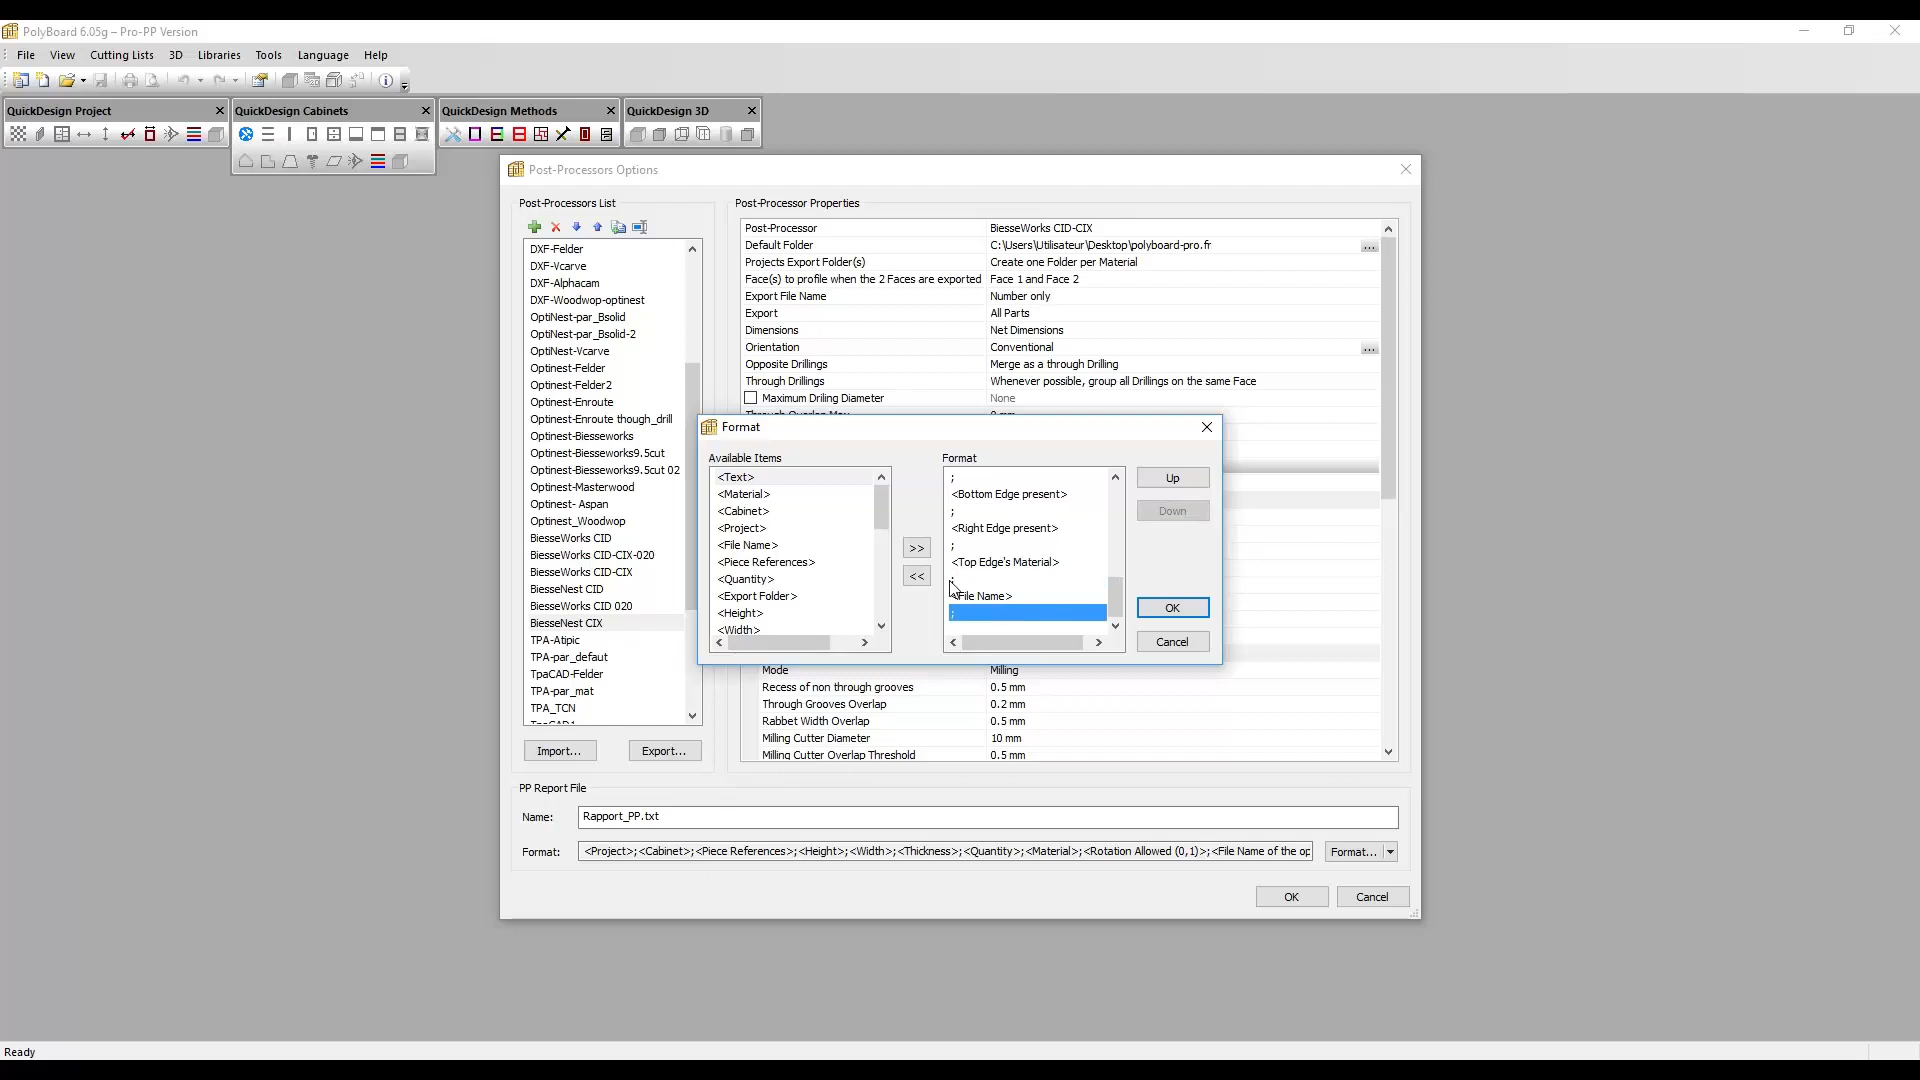 PolyBoard 6.05g – Pro-PP Version
File View Cutting Lists 3D Libraries Tools Language Help
QuickDesign Project QuickDesign Cabinets QuickDesign Methods QuickDesign 3D
Post-Processors Options
Post-Processors List
DXF-Felder
DXF-Vcarve
DXF-Alphacam
DXF-Woodwop-optinest
OptiNest-par_Bsolid
OptiNest-par_Bsolid-2
OptiNest-Vcarve
OptiNest-Felder
Optinest-Felder2
Optinest-Enroute
Optinest-Enroute though_drill
Optinest-Biesseworks
Optinest-Biesseworks9.5cut
Optinest-Biesseworks9.5cut 02
Optinest-Masterwood
Optinest- Aspan
Optinest_Woodwop
BiesseWorks CID
BiesseWorks CID-CIX-020
BiesseWorks CID-CIX
BiesseNest CID
BiesseWorks CID 020
BiesseNest CIX
TPA-Atipic
TPA-par_defaut
TpaCAD-Felder
TPA-par_mat
TPA_TCN
TpaCAD1
Import... Export...
Post-Processor Properties
Post-Processor BiesseWorks CID-CIX
Default Folder C:\Users\Utilisateur\Desktop\polyboard-pro.fr ...
Projects Export Folder(s) Create one Folder per Material
Face(s) to profile when the 2 Faces are exported Face 1 and Face 2
Export File Name Number only
Export All Parts
Dimensions Net Dimensions
Orientation Conventional ...
Opposite Drillings Merge as a through Drilling
Through Drillings Whenever possible, group all Drillings on the same Face
Maximum Driling Diameter None
Through Overlap Max 0 mm
Format
Available Items
<Text>
<Material>
<Cabinet>
<Project>
<File Name>
<Piece References>
<Quantity>
<Export Folder>
<Height>
<Width>
>>
<<
Format
;
<Bottom Edge present>
;
<Right Edge present>
;
<Top Edge's Material>
;
<File Name>
;
Up
Down
OK
Cancel
Mode Milling
Recess of non through grooves 0.5 mm
Through Grooves Overlap 0.2 mm
Rabbet Width Overlap 0.5 mm
Milling Cutter Diameter 10 mm
Milling Cutter Overlap Threshold 0.5 mm
PP Report File
Name: Rapport_PP.txt
Format: <Project>;<Cabinet>;<Piece References>;<Height>;<Width>;<Thickness>;<Quantity>;<Material>;<Rotation Allowed (0,1)>;<File Name of the op Format...
OK Cancel
Ready